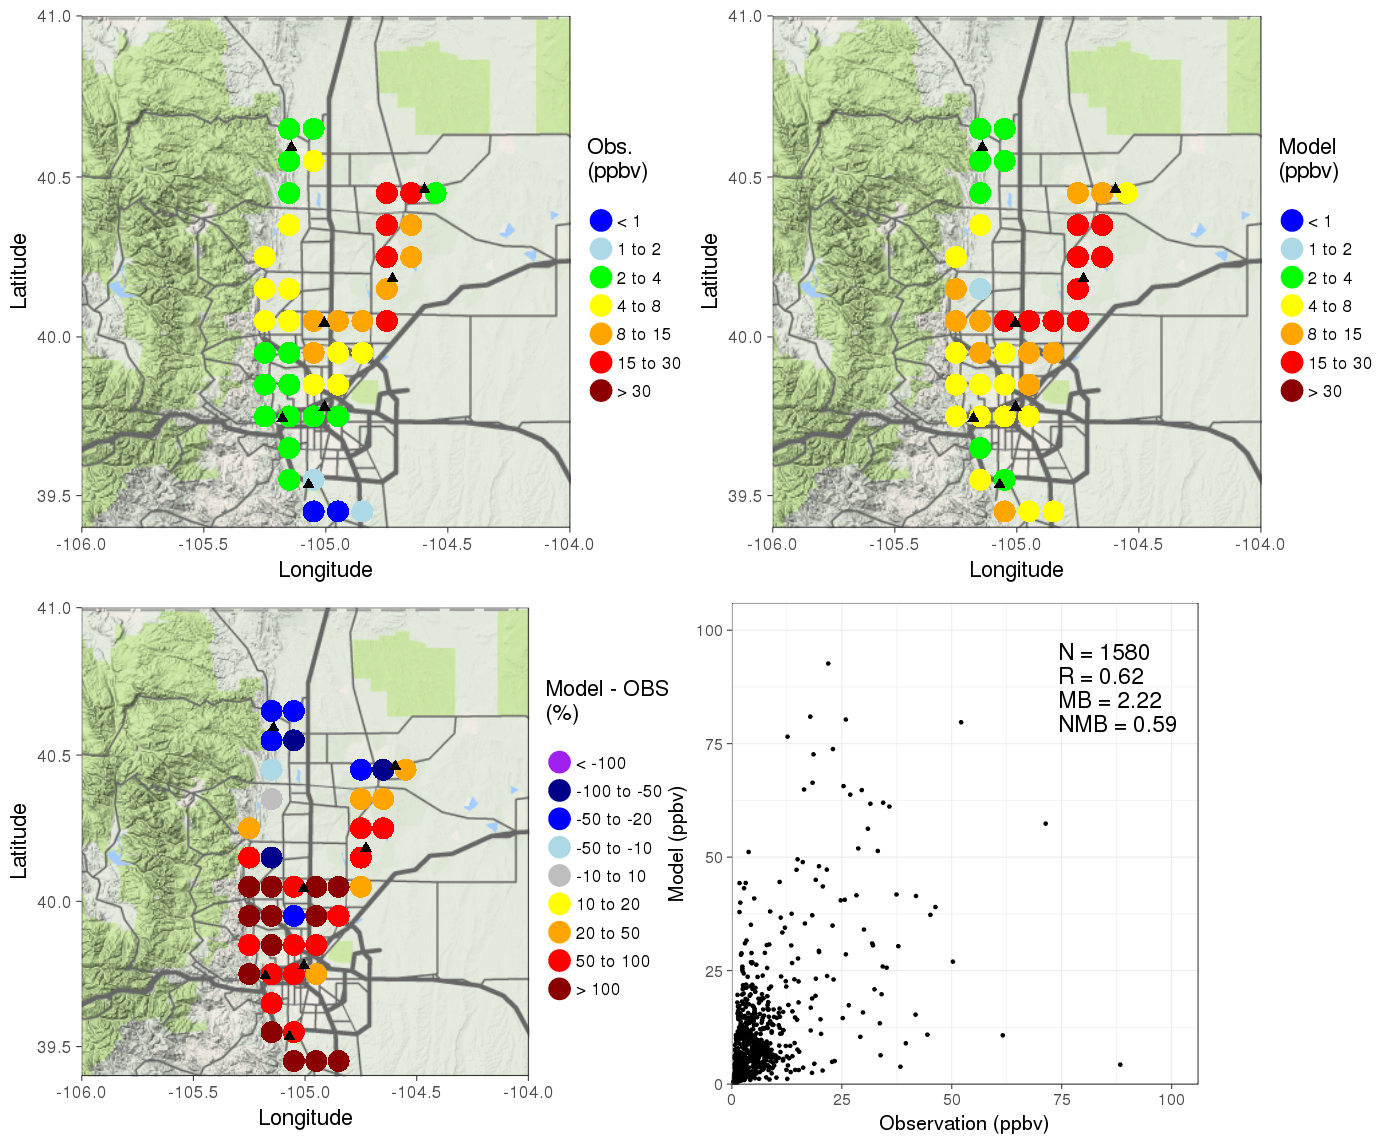 41.0
40.5
40.0
39.5
-106.0
-105.5
-105.0
-104.5
-104.0
Latitude
Longitude
Obs.
(ppbv)
< 1
1 to 2
2 to 4
4 to 8
8 to 15
15 to 30
> 30
41.0
40.5
40.0
39.5
-106.0
-105.5
-105.0
-104.5
-104.0
Latitude
Longitude
Model
(ppbv)
< 1
1 to 2
2 to 4
4 to 8
8 to 15
15 to 30
> 30
41.0
40.5
40.0
39.5
-106.0
-105.5
-105.0
-104.5
-104.0
Latitude
Longitude
Model - OBS
(%)
< -100
-100 to -50
-50 to -20
-50 to -10
-10 to 10
10 to 20
20 to 50
50 to 100
> 100
100
75
50
25
0
0
25
50
75
100
Model (ppbv)
Observation (ppbv)
N = 1580
R = 0.62
MB = 2.22
NMB = 0.59